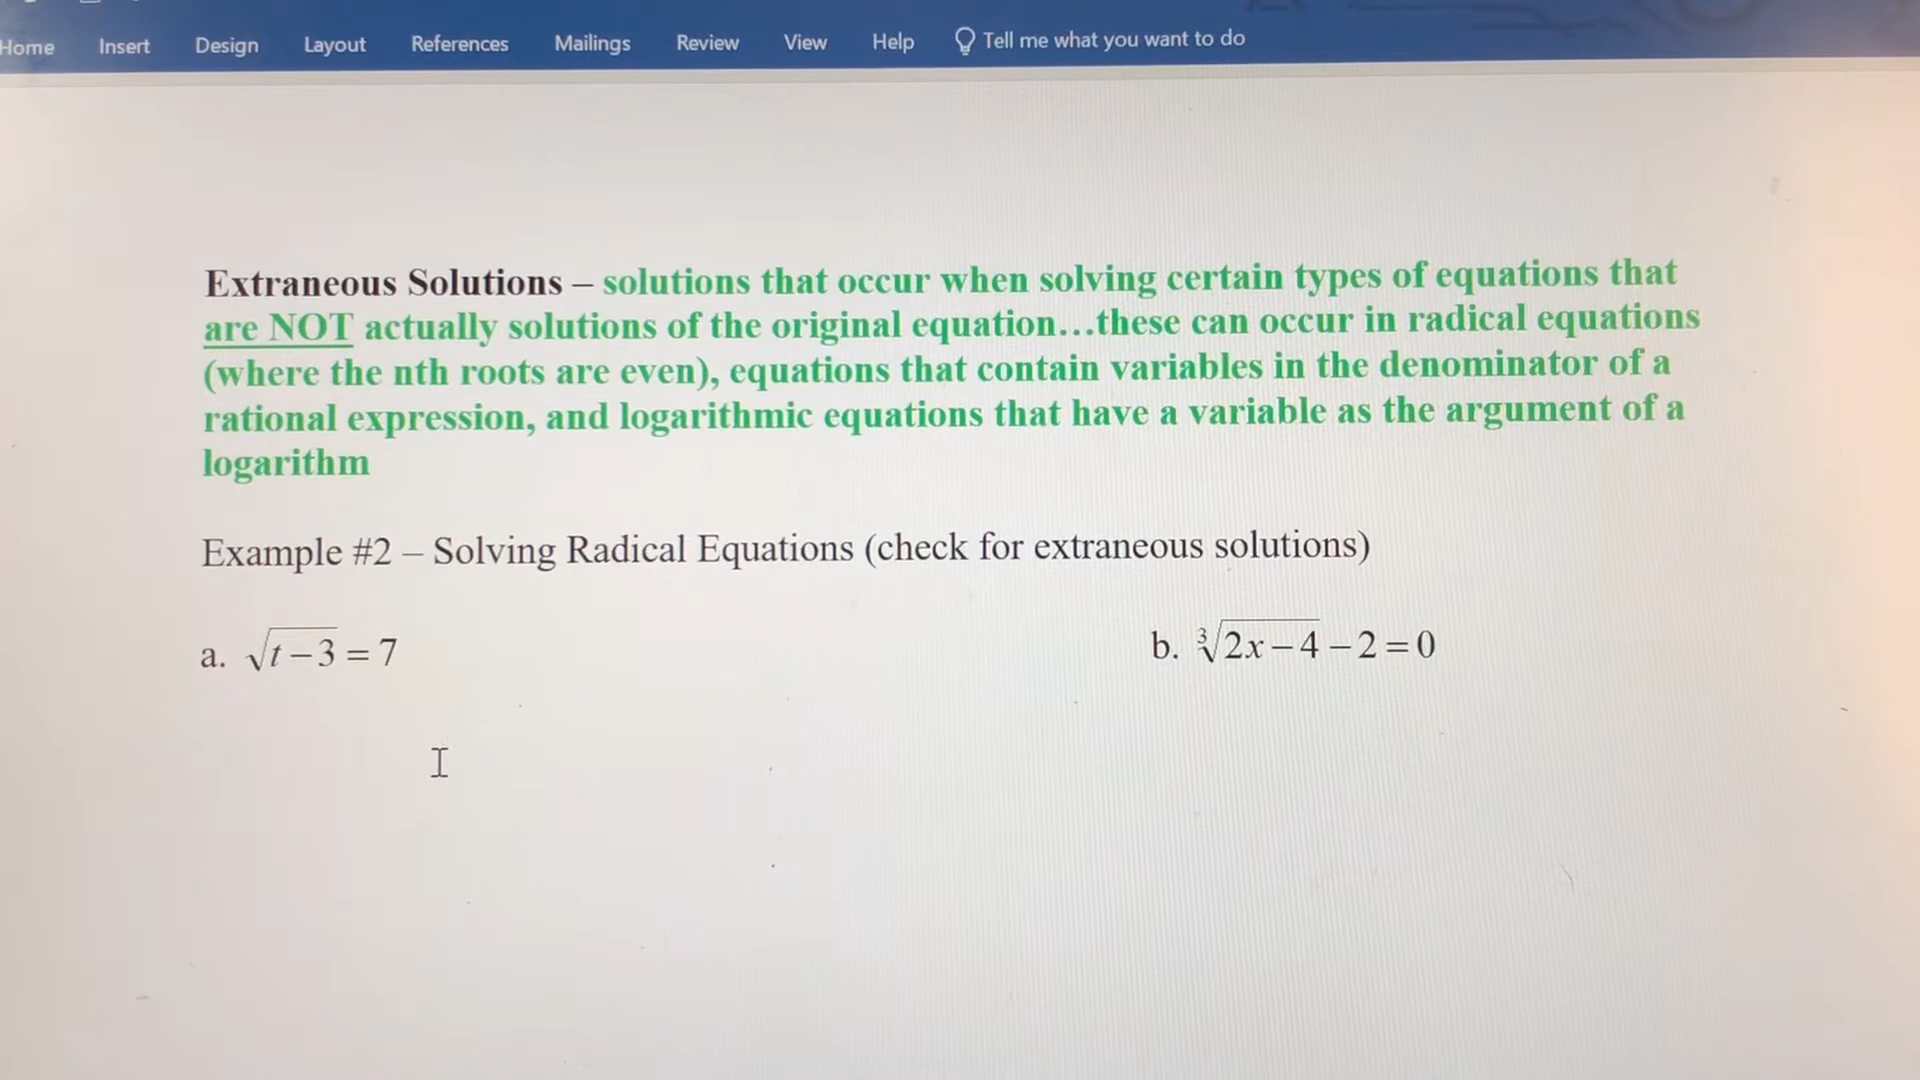 Home Insert Design Layout References Mailings Review View Help Tell me what you want to do
Extraneous Solutions – solutions that occur when solving certain types of equations that
are NOT actually solutions of the original equation...these can occur in radical equations
(where the nth roots are even), equations that contain variables in the denominator of a
rational expression, and logarithmic equations that have a variable as the argument of a
logarithm
Example #2 – Solving Radical Equations (check for extraneous solutions)
a. √t − 3 = 7 b. ∛2x − 4 − 2 = 0